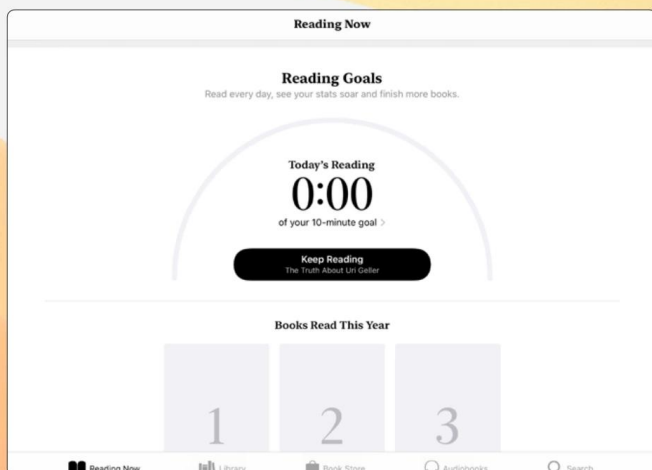 Reading Now
Reading Goals
Read every day, see your stats soar and finish more books.
Today's Reading
0:00
of your 10-minute goal >
Keep Reading
The Truth About Uri Geller
Books Read This Year
1 2 3
Reading Now Library Book Store Audiobooks Search